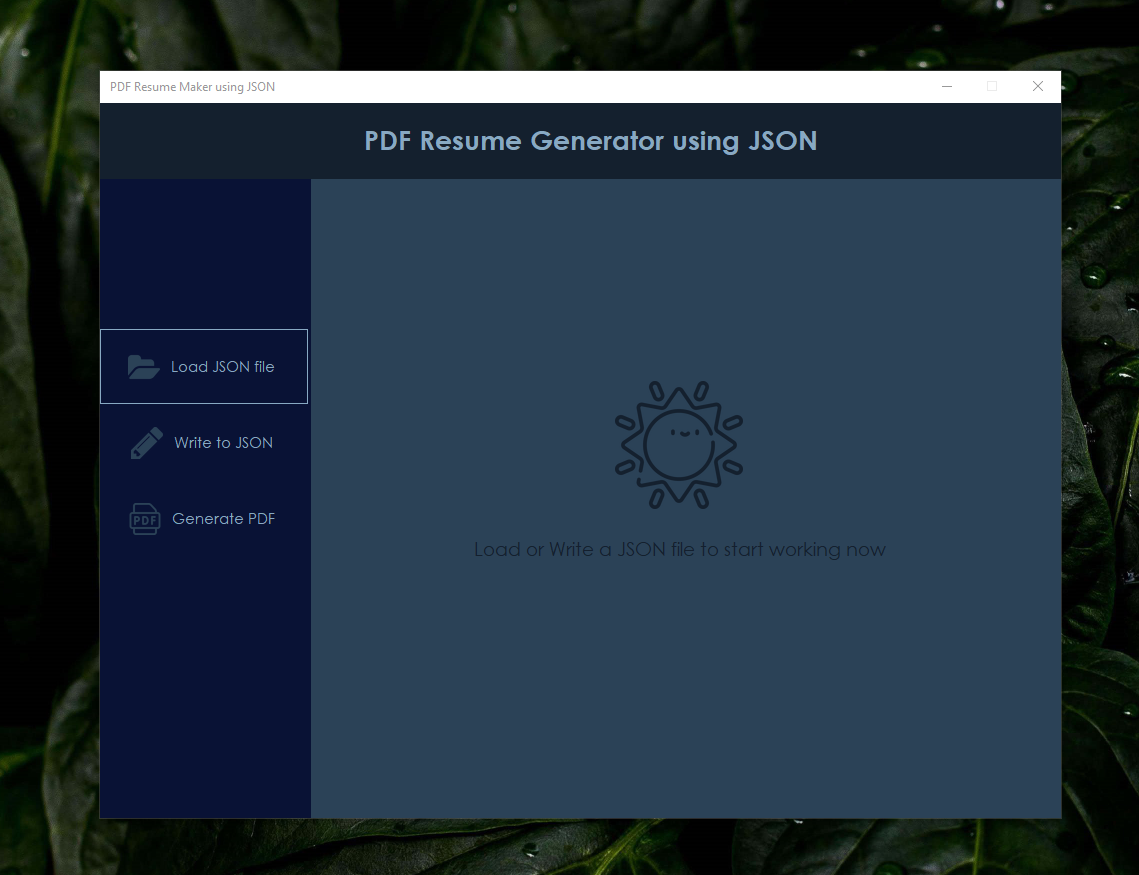 PDF Resume Maker using JSON
PDF Resume Generator using JSON
Load JSON file
Write to JSON
PDF
Generate PDF
Load or Write a JSON file to start working now